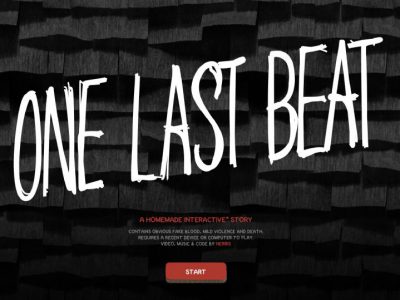 ONE LAST BEAT
A HOMEMADE INTERACTIVE* STORY
CONTAINS OBVIOUS FAKE BLOOD, MILD VIOLENCE AND DEATH.
REQUIRES A RECENT DEVICE OR COMPUTER TO PLAY.
VIDEO, MUSIC & CODE BY
START